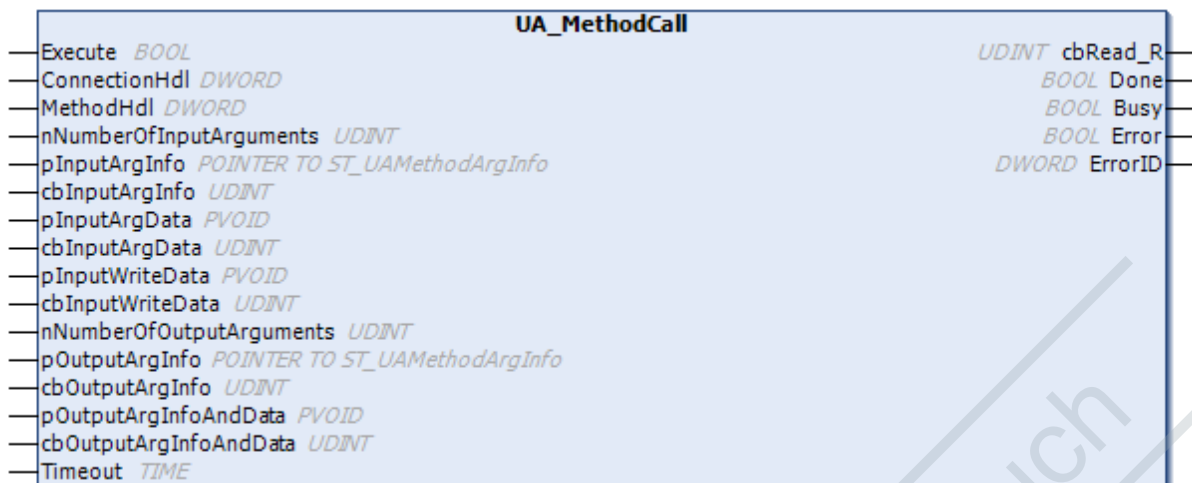 UA_MethodCall
Execute BOOL UDINT cbRead_R
ConnectionHdl DWORD BOOL Done
MethodHdl DWORD BOOL Busy
nNumberOfInputArguments UDINT BOOL Error
pInputArgInfo POINTER TO ST_UAMethodArgInfo DWORD ErrorID
cbInputArgInfo UDINT
pInputArgData PVOID
cbInputArgData UDINT
pInputWriteData PVOID
cbInputWriteData UDINT
nNumberOfOutputArguments UDINT
pOutputArgInfo POINTER TO ST_UAMethodArgInfo
cbOutputArgInfo UDINT
pOutputArgInfoAndData PVOID
cbOutputArgInfoAndData UDINT
Timeout TIME